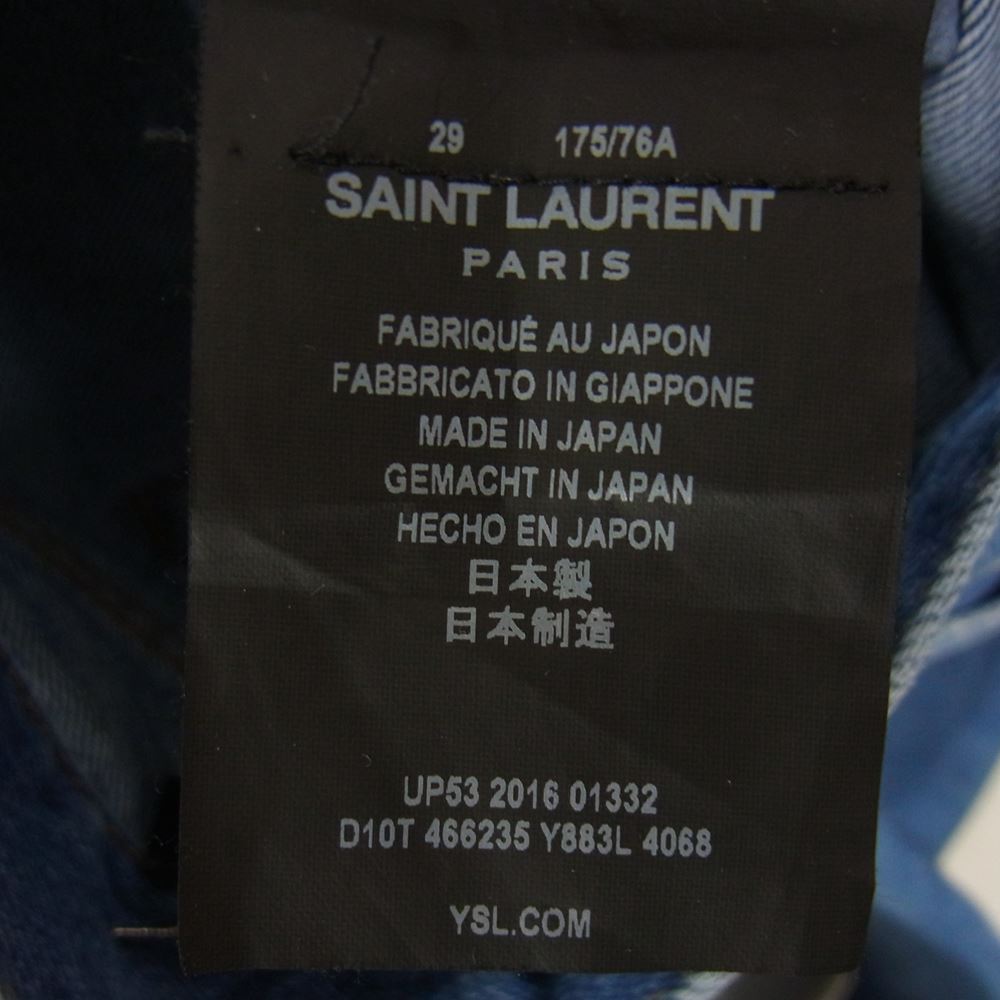 29 175/76A
SAINT LAURENT
PARIS
FABRIQUÉ AU JAPON
FABBRICATO IN GIAPPONE
MADE IN JAPAN
GEMACHT IN JAPAN
HECHO EN JAPON
日本製
日本制造
UP53 2016 01332
D10T 466235 Y883L 4068
YSL.COM